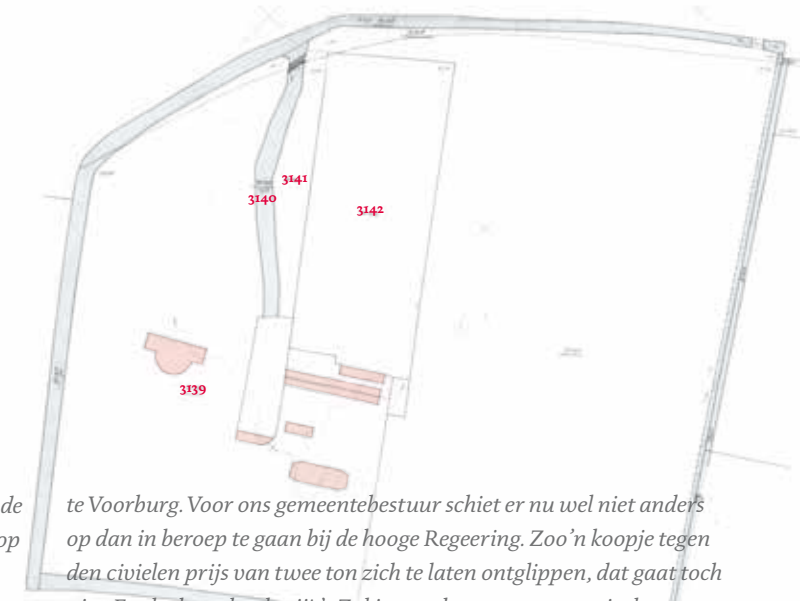 3141
3140
3142
3139
de
op
te Voorburg. Voor ons gemeentebestuur schiet er nu wel niet anders
op dan in beroep te gaan bij de hooge Regeering. Zoo’n koopje tegen
den civielen prijs van twee ton zich te laten ontglippen, dat gaat toch